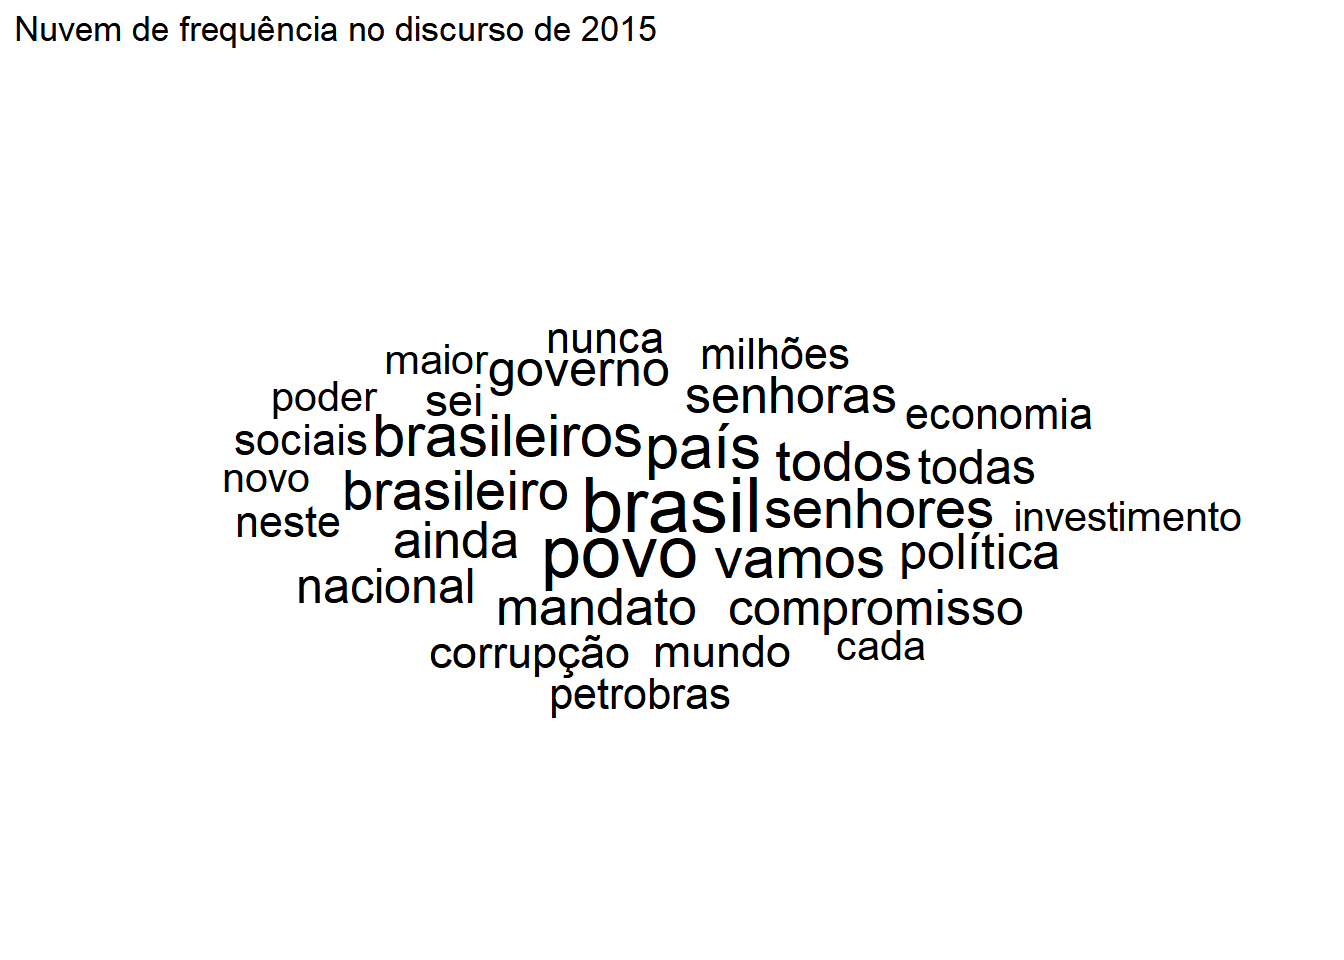 Nuvem de frequência no discurso de 2015
nunca
maior
governo
milhões
poder
sei
senhoras
economia
sociais
brasileiros
país
todos
todas
novo
brasileiro
brasil
senhores
investimento
neste
ainda
povo
vamos
política
nacional
mandato
compromisso
corrupção
mundo
cada
petrobras